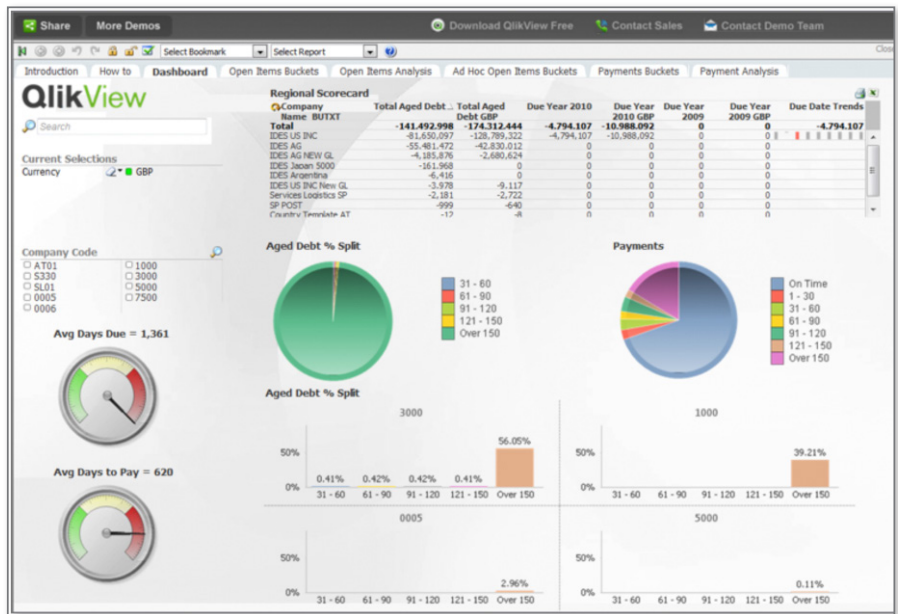 Share More Demos Download QlikView Free Contact Sales Contact Demo Team
Select Bookmark Select Report Close
Introduction How to Dashboard Open Items Buckets Open Items Analysis Ad Hoc Open Items Buckets Payments Buckets Payment Analysis
QlikView
Search
Current Selections
Currency GBP
Company Code
AT01 1000
S330 3000
SL01 5000
0005 7500
0006
Avg Days Due = 1,361
Avg Days to Pay = 620
Regional Scorecard
Company Name BUTXT Total Aged Debt... Total Aged Debt GBP Due Year 2010 Due Year 2010 GBP Due Year 2009 Due Year 2009 GBP Due Date Trends
Total -141.492.998 -174.312.444 -4.794.107 -10.988.092 0 0 -4.794.107
IDES US INC -81,650,097 -128,789,322 -4,794,107 -10,988,092 0 0
IDES AG -55.481.472 -42.830.012 0 0 0 0
IDES AG NEW GL -4,185,876 -2,680,624 0 0 0 0
IDES Japan 5000 -161.968 0 0 0 0 0
IDES Argentina -6,416 0 0 0 0 0
IDES US INC New GL -3.978 -9.117 0 0 0 0
Services Logistics SP -2,181 -2,722 0 0 0 0
SP POST -999 -640 0 0 0 0
Country Template AT -12 -8 0 0 0 0
Aged Debt % Split
31 - 60
61 - 90
91 - 120
121 - 150
Over 150
Payments
On Time
1 - 30
31 - 60
61 - 90
91 - 120
121 - 150
Over 150
Aged Debt % Split
3000
50%
0%
0.41% 0.42% 0.42% 0.41% 56.05%
31 - 60 61 - 90 91 - 120 121 - 150 Over 150
1000
50%
0%
39.21%
31 - 60 61 - 90 91 - 120 121 - 150 Over 150
0005
50%
0%
2.96%
31 - 60 61 - 90 91 - 120 121 - 150 Over 150
5000
50%
0%
0.11%
31 - 60 61 - 90 91 - 120 121 - 150 Over 150